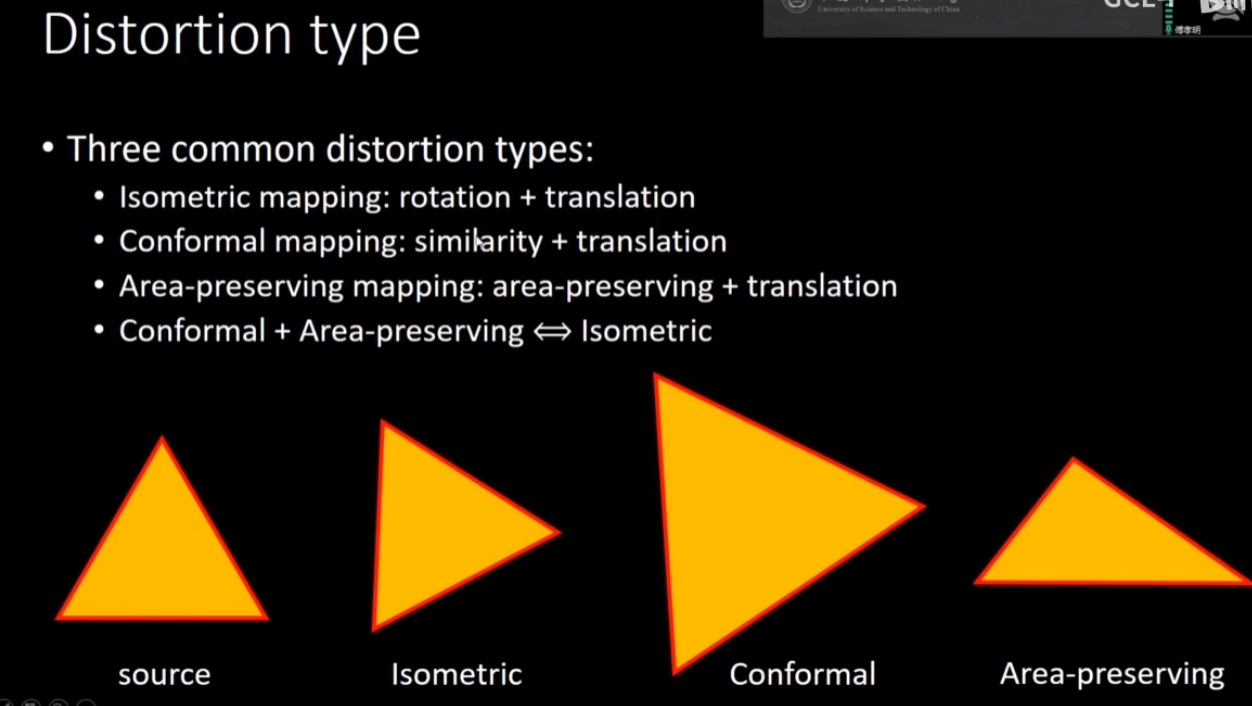 Distortion type
University of Science and Technology of China
傅孝明
• Three common distortion types:
• Isometric mapping: rotation + translation
• Conformal mapping: similarity + translation
• Area-preserving mapping: area-preserving + translation
• Conformal + Area-preserving ⟺ Isometric
source
Isometric
Conformal
Area-preserving